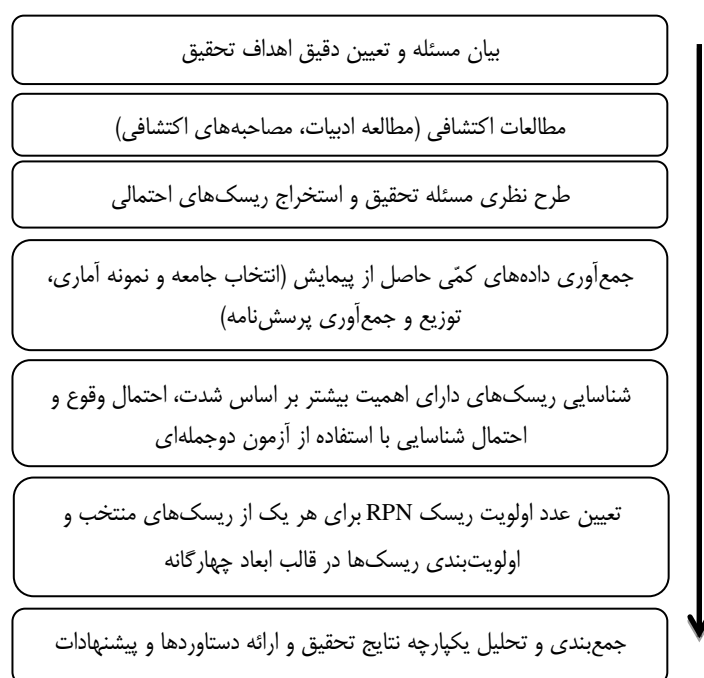 بیان مسئله و تعیین دقیق اهداف تحقیق
مطالعات اکتشافی (مطالعه ادبیات، مصاحبه‌های اکتشافی)
طرح نظری مسئله تحقیق و استخراج ریسک‌های احتمالی
جمع‌آوری داده‌های کمّی حاصل از پیمایش (انتخاب جامعه و نمونه آماری،
توزیع و جمع‌آوری پرسش‌نامه)
شناسایی ریسک‌های دارای اهمیت بیشتر بر اساس شدت، احتمال وقوع و
احتمال شناسایی با استفاده از آزمون دوجمله‌ای
تعیین عدد اولویت ریسک RPN برای هر یک از ریسک‌های منتخب و
اولویت‌بندی ریسک‌ها در قالب ابعاد چهارگانه
جمع‌بندی و تحلیل یکپارچه نتایج تحقیق و ارائه دستاوردها و پیشنهادات